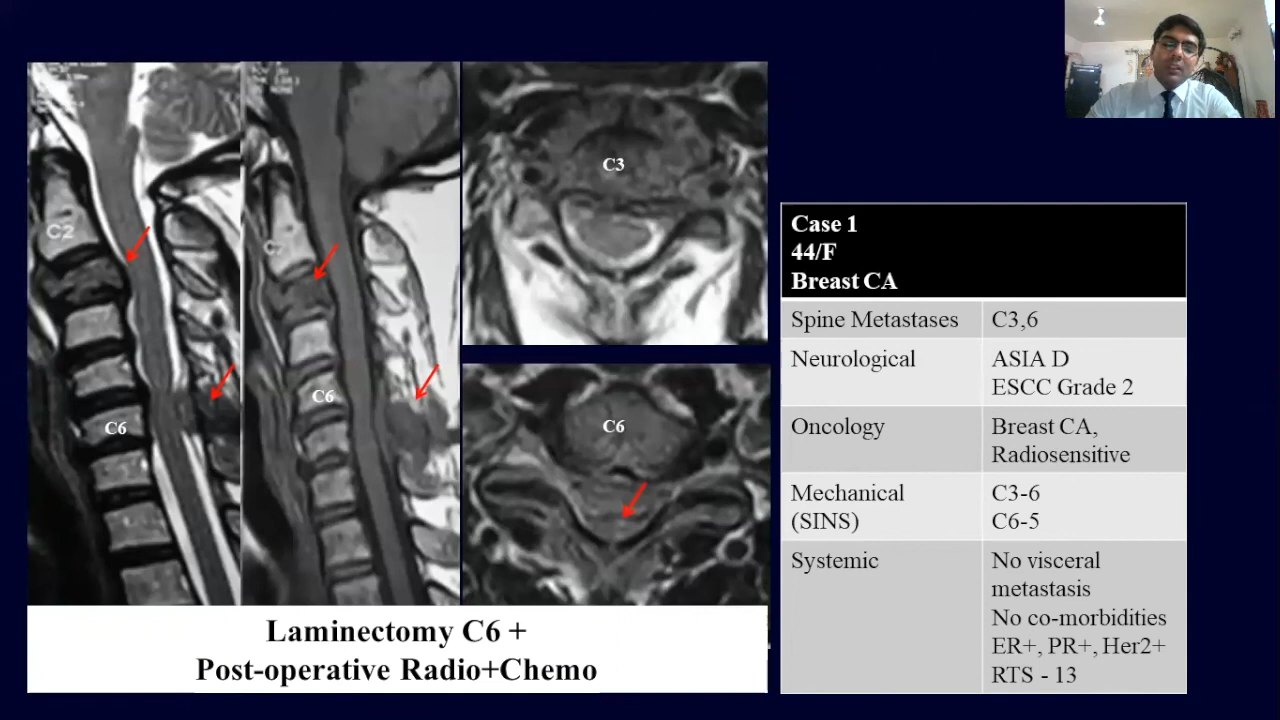 C2
C6
C6
C3
C6
Case 1
44/F
Breast CA
Spine Metastases C3,6
Neurological ASIA D
ESCC Grade 2
Oncology Breast CA,
Radiosensitive
Mechanical C3-6
(SINS) C6-5
Systemic No visceral
metastasis
No co-morbidities
ER+, PR+, Her2+
RTS - 13
Laminectomy C6 +
Post-operative Radio+Chemo